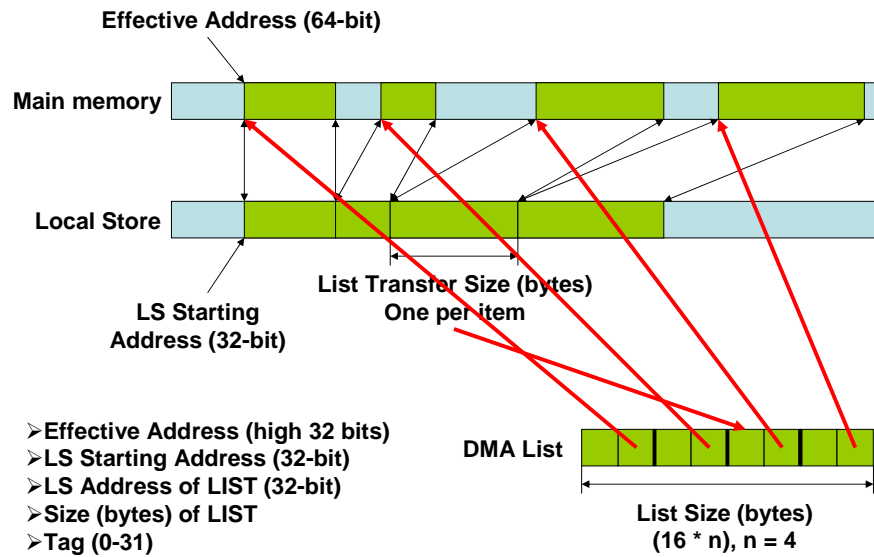 Effective Address (64-bit)
Main memory
Local Store
List Transfer Size (bytes)
One per item
LS Starting
Address (32-bit)
➢Effective Address (high 32 bits)
➢LS Starting Address (32-bit)
➢LS Address of LIST (32-bit)
➢Size (bytes) of LIST
➢Tag (0-31)
DMA List
List Size (bytes)
(16 * n), n = 4